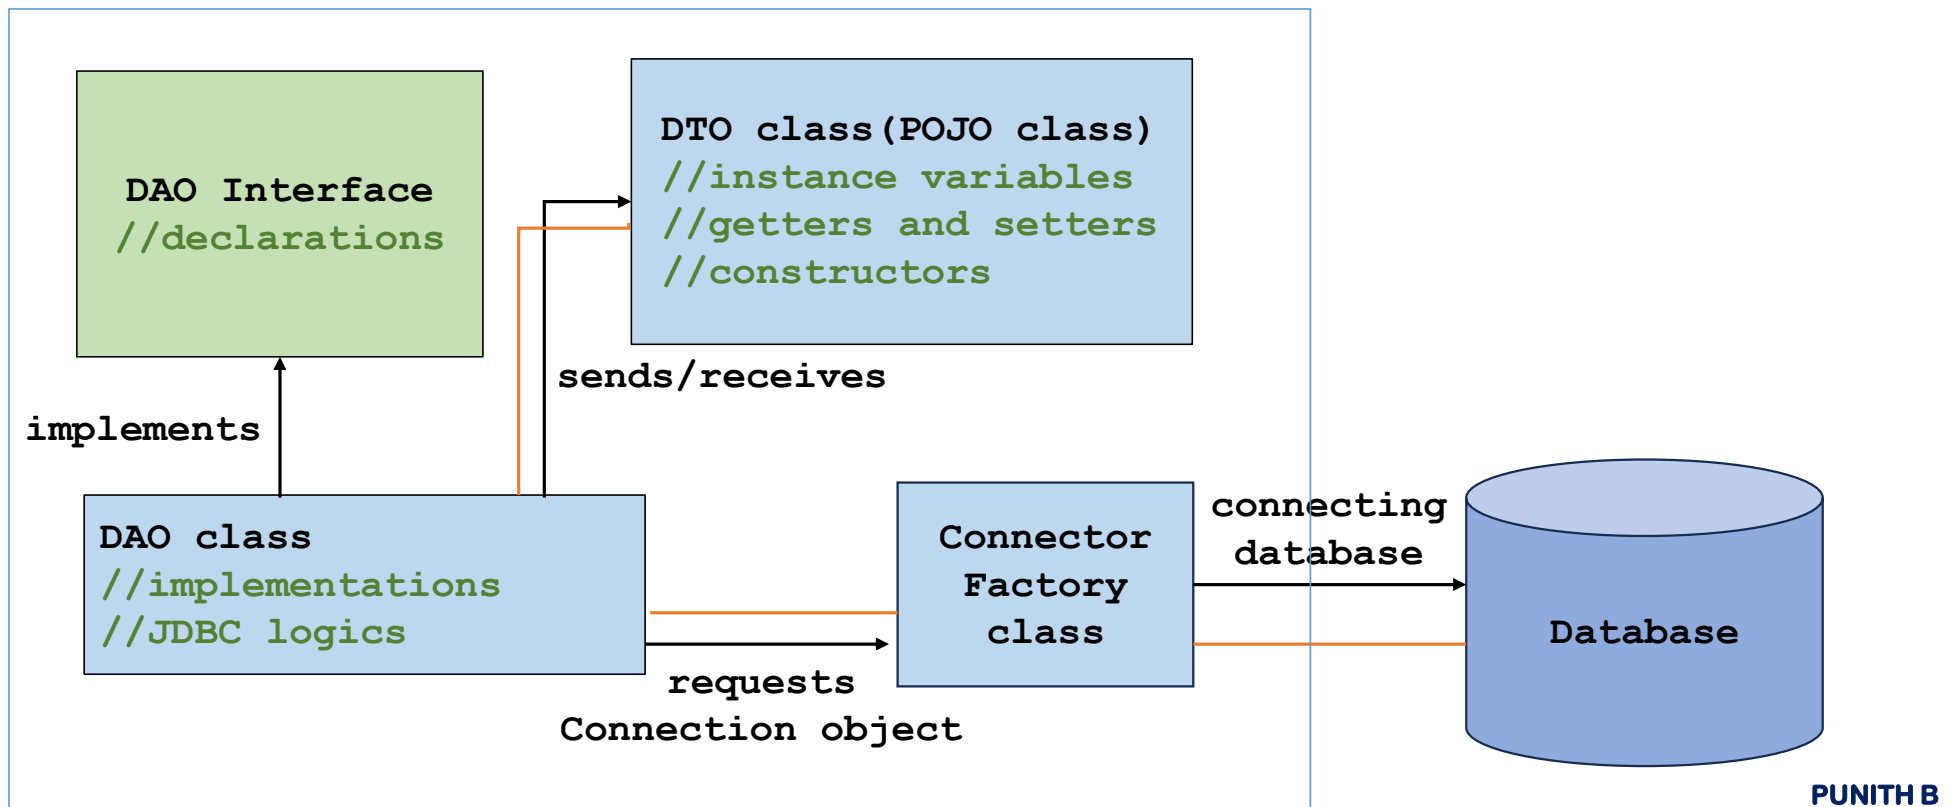 DAO Interface
//declarations
DTO class(POJO class)
//instance variables
//getters and setters
//constructors
sends/receives
implements
DAO class
//implementations
//JDBC logics
requests
Connection object
Connector
Factory
class
connecting
database
Database
PUNITH B